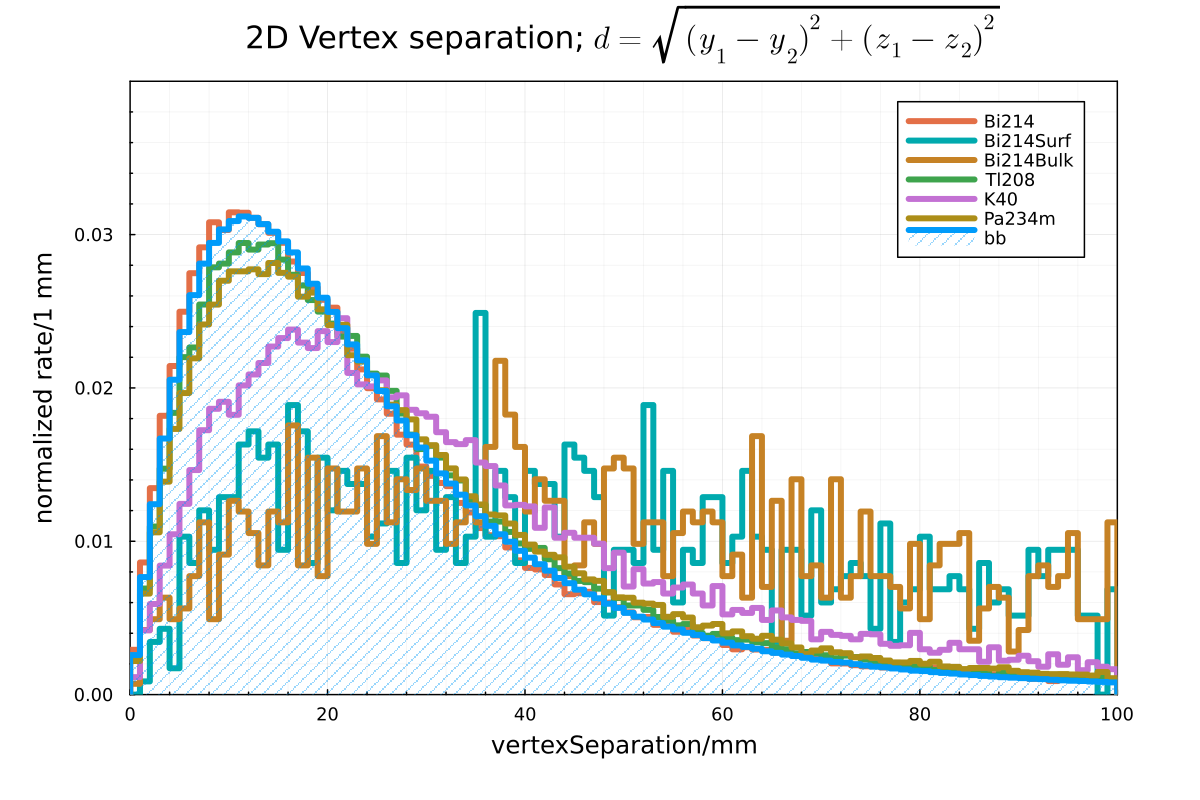 2D Vertex separation; d = √(y₁ − y₂)² + (z₁ − z₂)²
Bi214
Bi214Surf
Bi214Bulk
Tl208
K40
Pa234m
bb
normalized rate/1 mm
0.03
0.02
0.01
0.00
0 20 40 60 80 100
vertexSeparation/mm